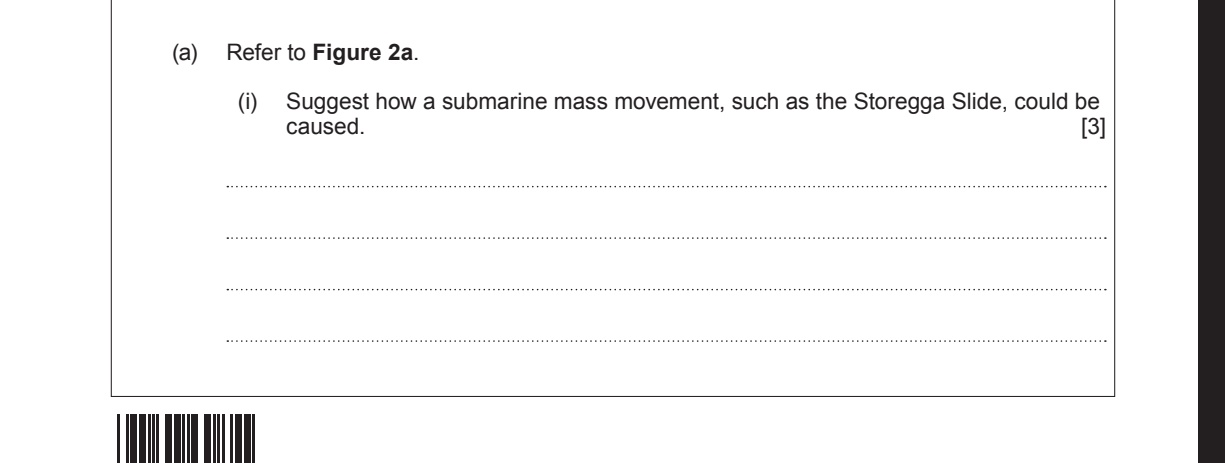 (a) Refer to Figure 2a.
(i) Suggest how a submarine mass movement, such as the Storegga Slide, could be
caused. [3]